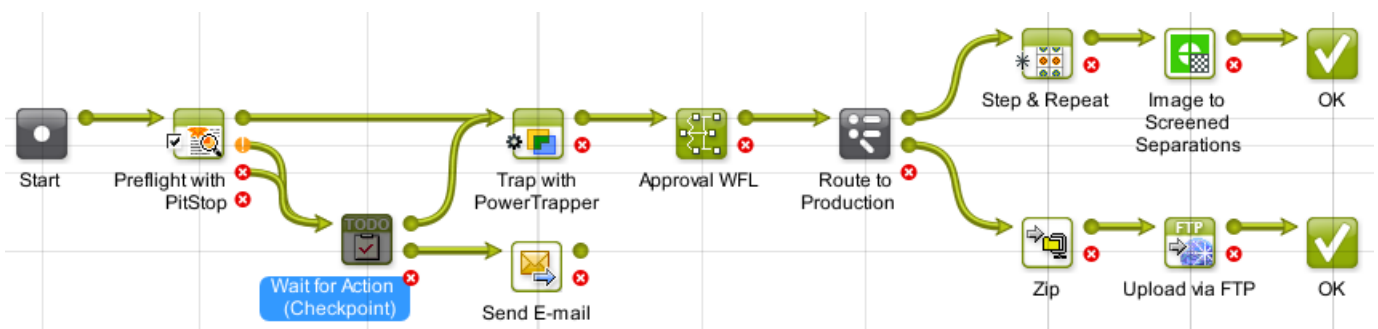 Step & Repeat
Image to
Screened
Separations
OK
Start
Preflight with
PitStop
Trap with
PowerTrapper
Approval WFL
Route to
Production
TODO
Wait for Action
(Checkpoint)
Send E-mail
FTP
Zip
Upload via FTP
OK